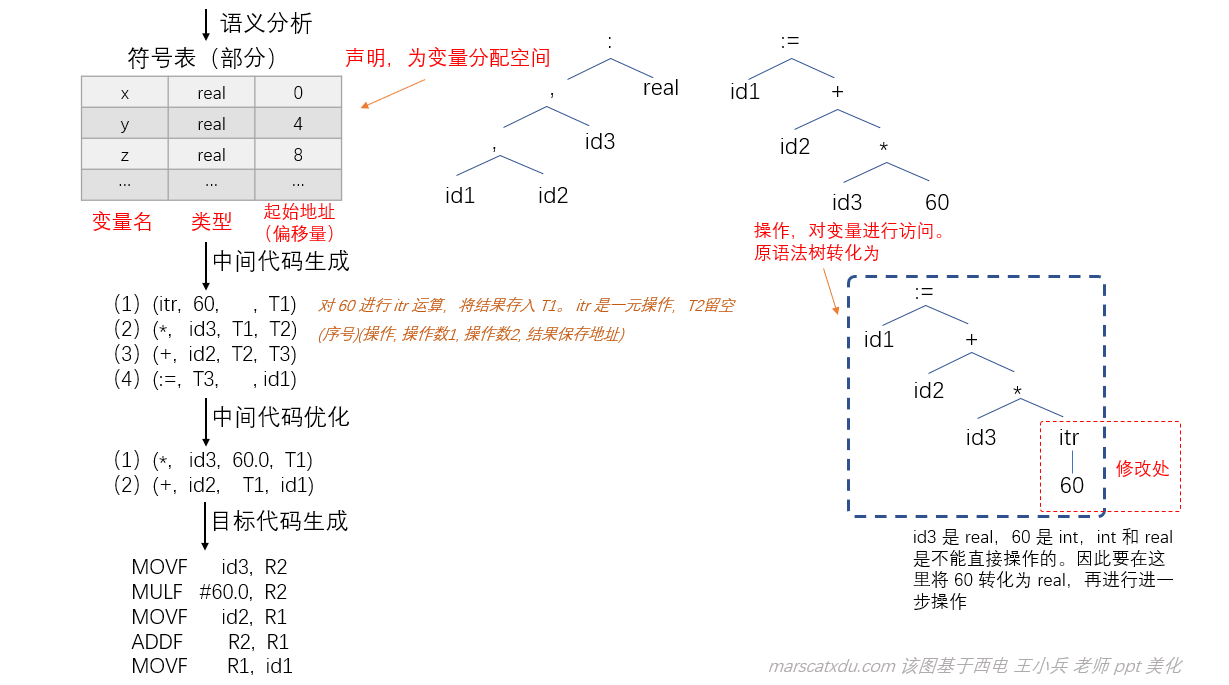 语义分析
符号表（部分）
x real 0
y real 4
z real 8
... ... ...
变量名 类型 起始地址
（偏移量）
声明，为变量分配空间
:
, real
, id3
id1 id2
:=
id1 +
id2 *
id3 60
操作，对变量进行访问。
原语法树转化为
:=
id1 +
id2 *
id3 itr
60
修改处
id3 是 real，60 是 int，int 和 real
是不能直接操作的。因此要在这
里将 60 转化为 real，再进行进一
步操作
中间代码生成
（1）(itr, 60, , T1)
（2）(*, id3, T1, T2)
（3）(+, id2, T2, T3)
（4）(:=, T3, , id1)
对 60 进行 itr 运算，将结果存入 T1。itr 是一元操作，T2留空
(序号)(操作, 操作数1, 操作数2, 结果保存地址)
中间代码优化
（1）(*, id3, 60.0, T1)
（2）(+, id2, T1, id1)
目标代码生成
MOVF id3, R2
MULF #60.0, R2
MOVF id2, R1
ADDF R2, R1
MOVF R1, id1
marscatxdu.com 该图基于西电 王小兵 老师 ppt 美化